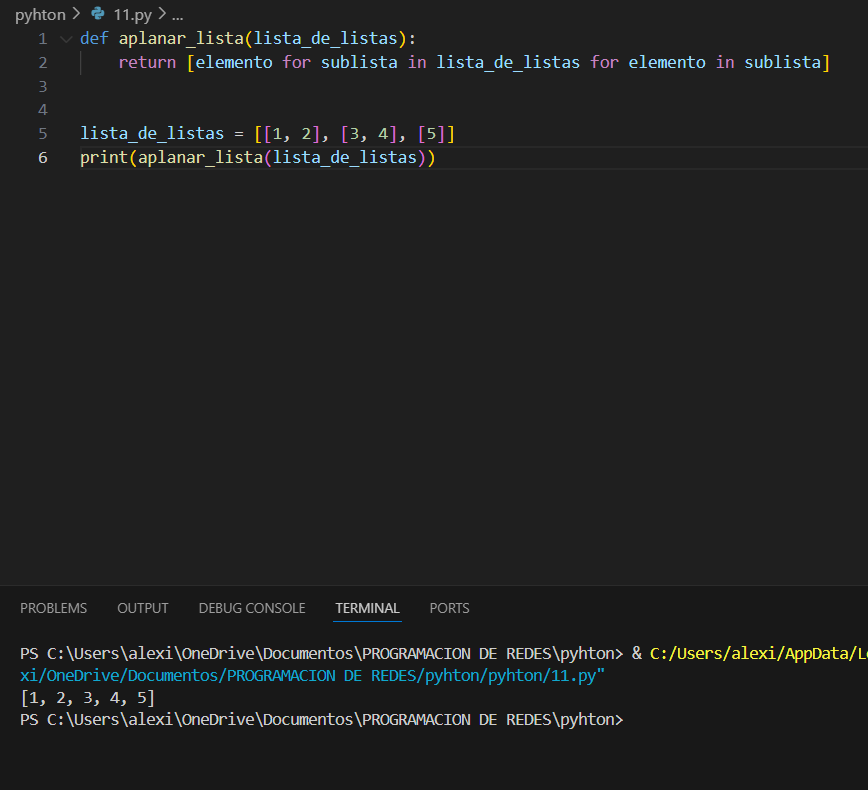 pyhton > 11.py > ...
1 def aplanar_lista(lista_de_listas):
2 return [elemento for sublista in lista_de_listas for elemento in sublista]
3
4
5 lista_de_listas = [[1, 2], [3, 4], [5]]
6 print(aplanar_lista(lista_de_listas))
PROBLEMS OUTPUT DEBUG CONSOLE TERMINAL PORTS
PS C:\Users\alexi\OneDrive\Documentos\PROGRAMACION DE REDES\pyhton> & C:/Users/alexi/AppData/
xi/OneDrive/Documentos/PROGRAMACION DE REDES/pyhton/pyhton/11.py"
[1, 2, 3, 4, 5]
PS C:\Users\alexi\OneDrive\Documentos\PROGRAMACION DE REDES\pyhton>